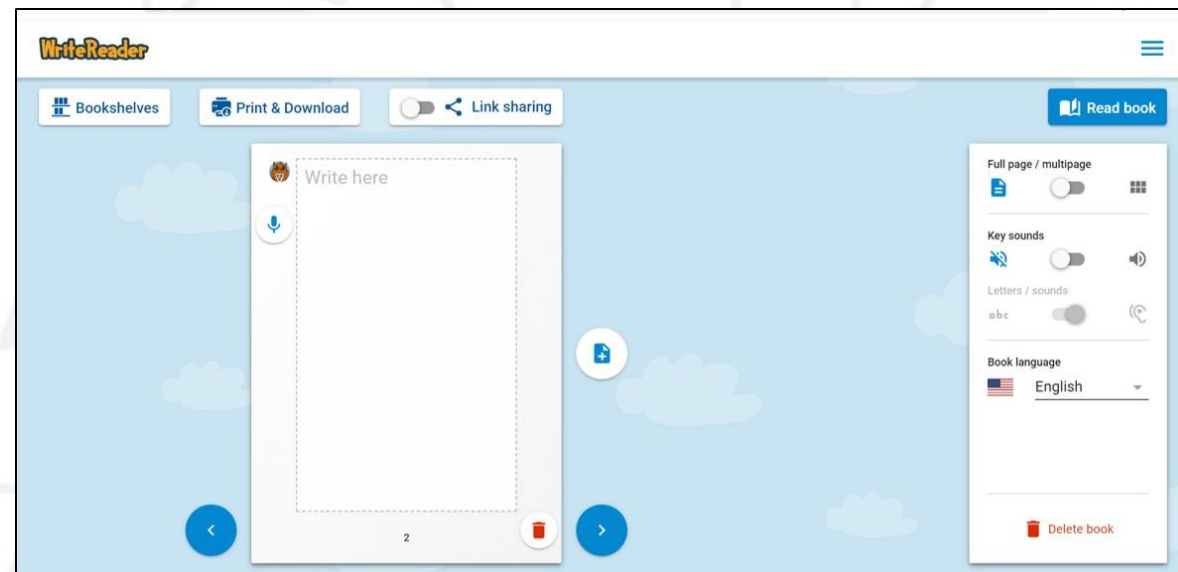 WriteReader
Bookshelves
Print & Download
Link sharing
Read book
Write here
2
Full page / multipage
Key sounds
Letters / sounds
abc
Book language
English
Delete book